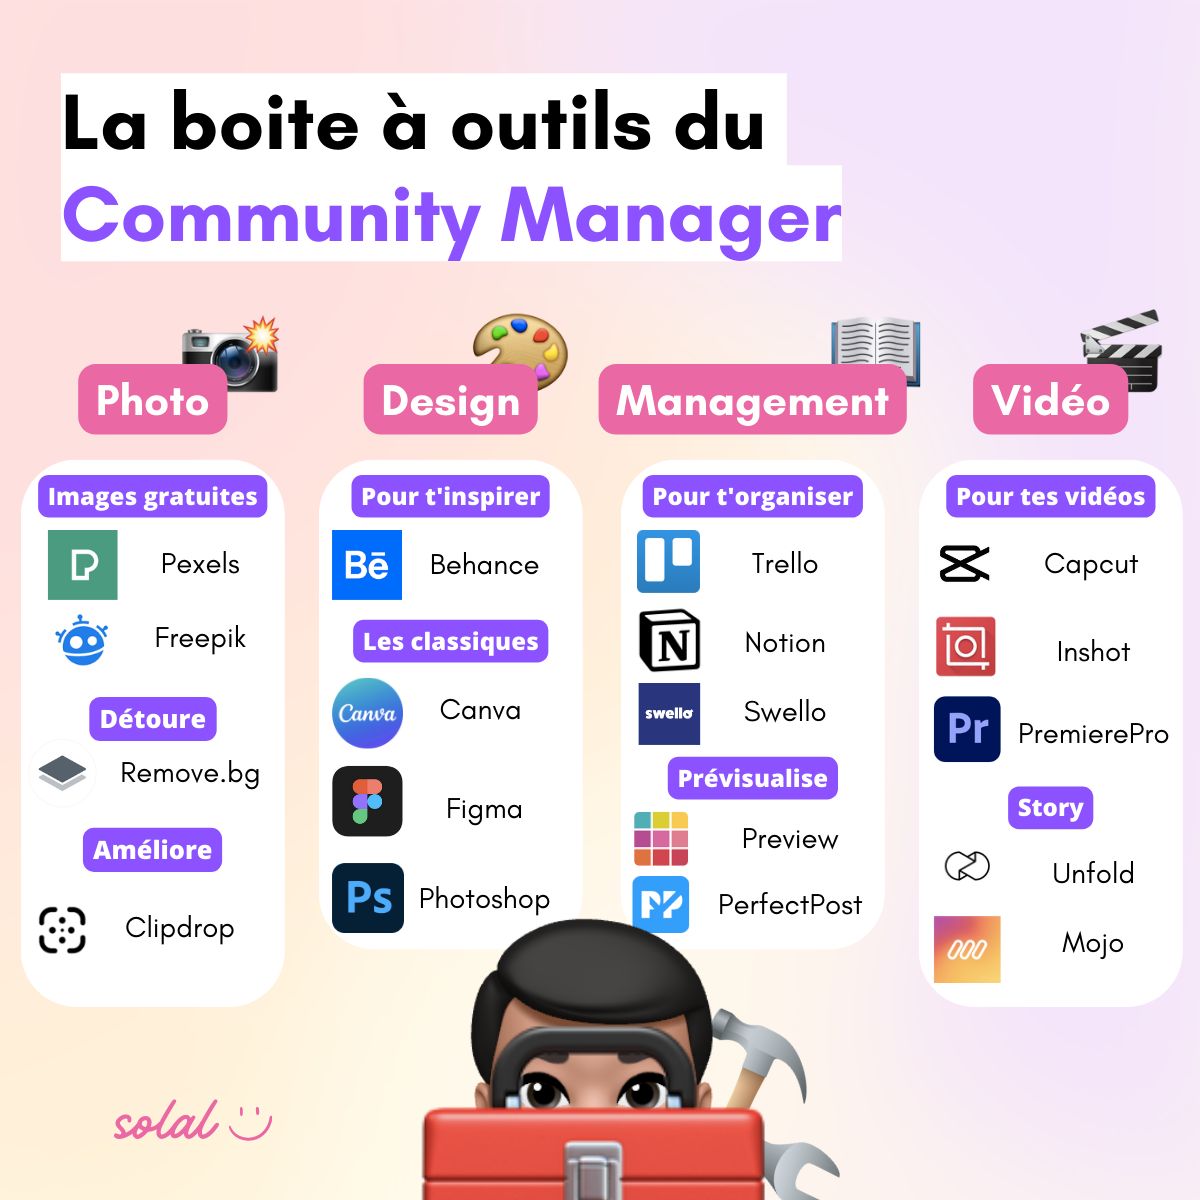 La boite à outils du
Community Manager
Photo
Images gratuites
Pexels
Freepik
Détoure
Remove.bg
Améliore
Clipdrop
Design
Pour t'inspirer
Bē
Behance
Les classiques
Canva
Canva
Figma
Ps
Photoshop
Management
Pour t'organiser
Trello
N
Notion
swello
Swello
Prévisualise
Preview
PP
PerfectPost
Vidéo
Pour tes vidéos
Capcut
Inshot
Pr
PremierePro
Story
Unfold
Mojo
solal